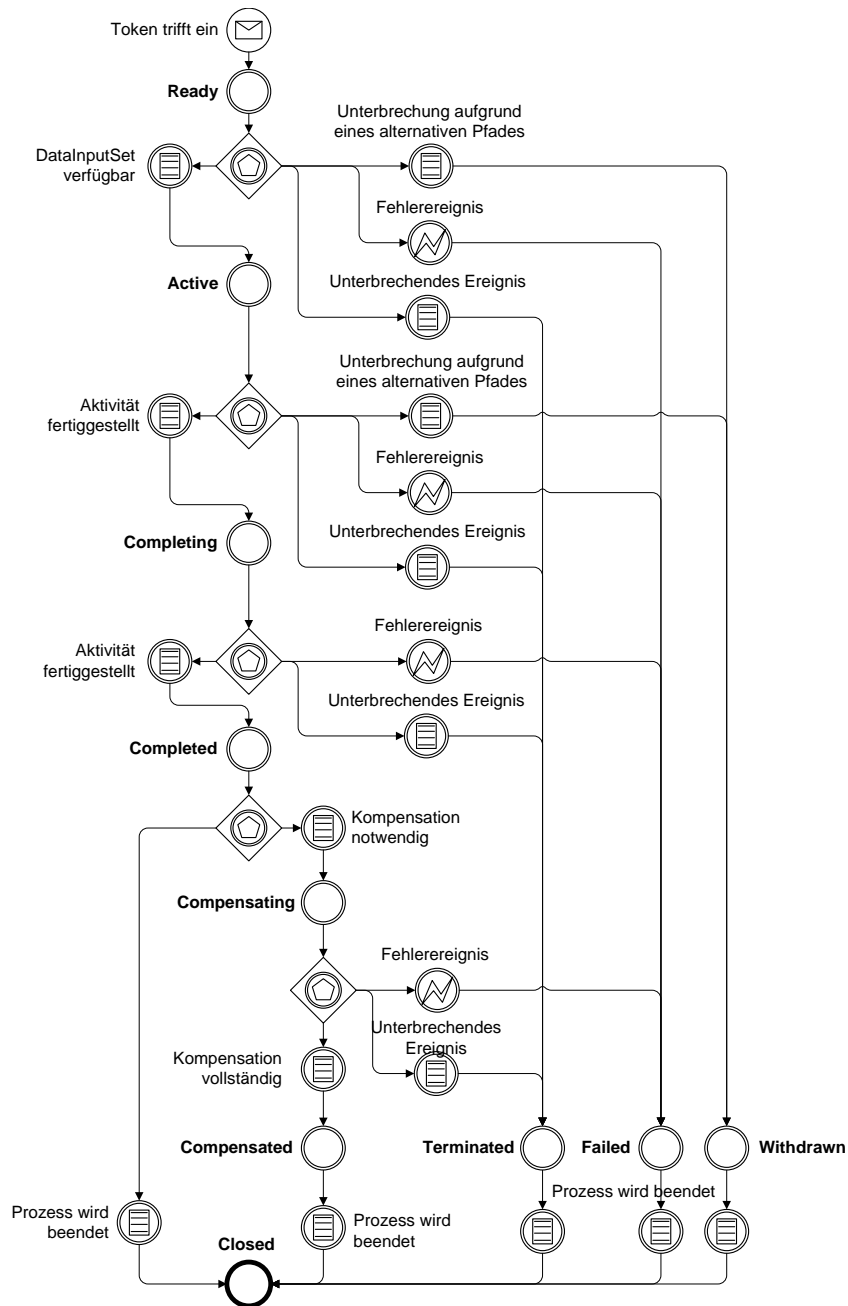 Token trifft ein
Ready
Unterbrechung aufgrund
eines alternativen Pfades
DataInputSet
verfügbar
Fehlerereignis
Active
Unterbrechendes Ereignis
Unterbrechung aufgrund
eines alternativen Pfades
Aktivität
fertiggestellt
Fehlerereignis
Unterbrechendes Ereignis
Completing
Fehlerereignis
Aktivität
fertiggestellt
Unterbrechendes Ereignis
Completed
Kompensation
notwendig
Compensating
Fehlerereignis
Unterbrechendes
Ereignis
Kompensation
vollständig
Compensated
Terminated
Failed
Withdrawn
Prozess wird beendet
Prozess wird
beendet
Prozess wird
beendet
Closed